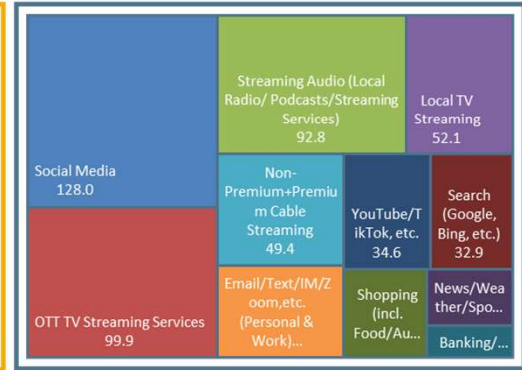 Social Media
128.0
OTT TV Streaming Services
99.9
Streaming Audio (Local
Radio/ Podcasts/Streaming
Services)
92.8
Local TV
Streaming
52.1
Non-
Premium+Premiu
m Cable
Streaming
49.4
YouTube/T
ikTok, etc.
34.6
Search
(Google,
Bing, etc.)
32.9
Email/Text/IM/Z
oom,etc.
(Personal &
Work)...
Shopping
(incl.
Food/Au...
News/Wea
ther/Spo...
Banking/...